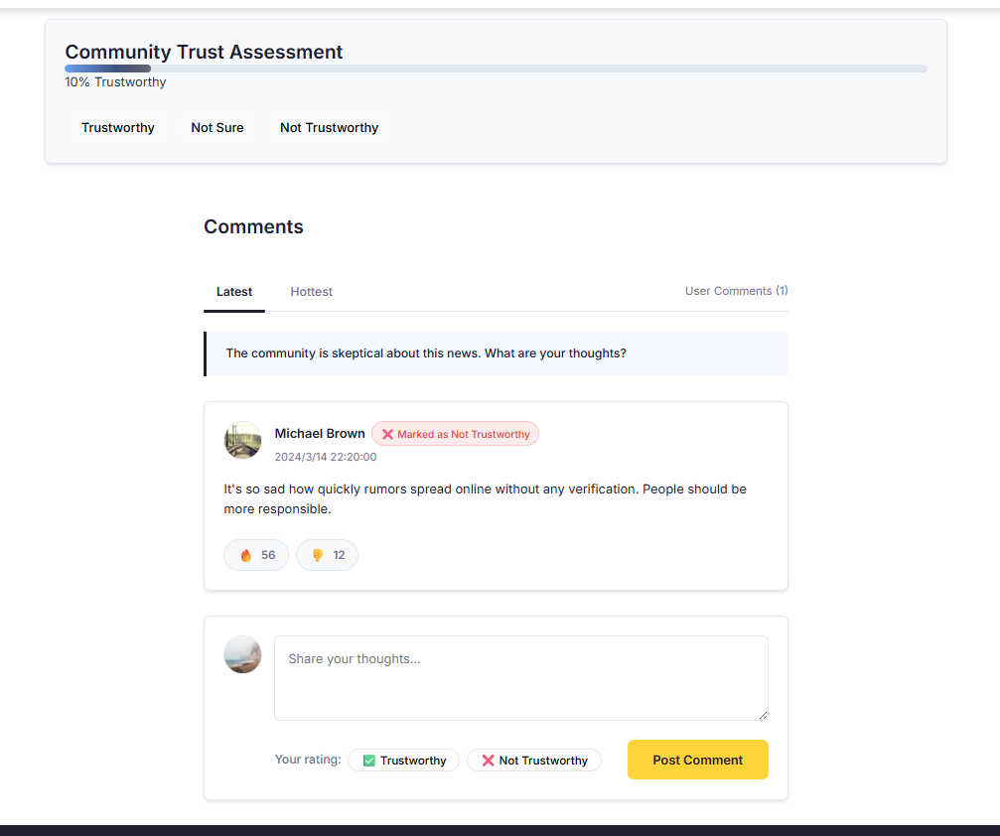 Community Trust Assessment
10% Trustworthy
Trustworthy Not Sure Not Trustworthy
Comments
Latest Hottest User Comments (1)
The community is skeptical about this news. What are your thoughts?
Michael Brown ❌ Marked as Not Trustworthy
2024/3/14 22:20:00
It's so sad how quickly rumors spread online without any verification. People should be
more responsible.
🔥 56 👎 12
Share your thoughts...
Your rating: ✅ Trustworthy ❌ Not Trustworthy Post Comment